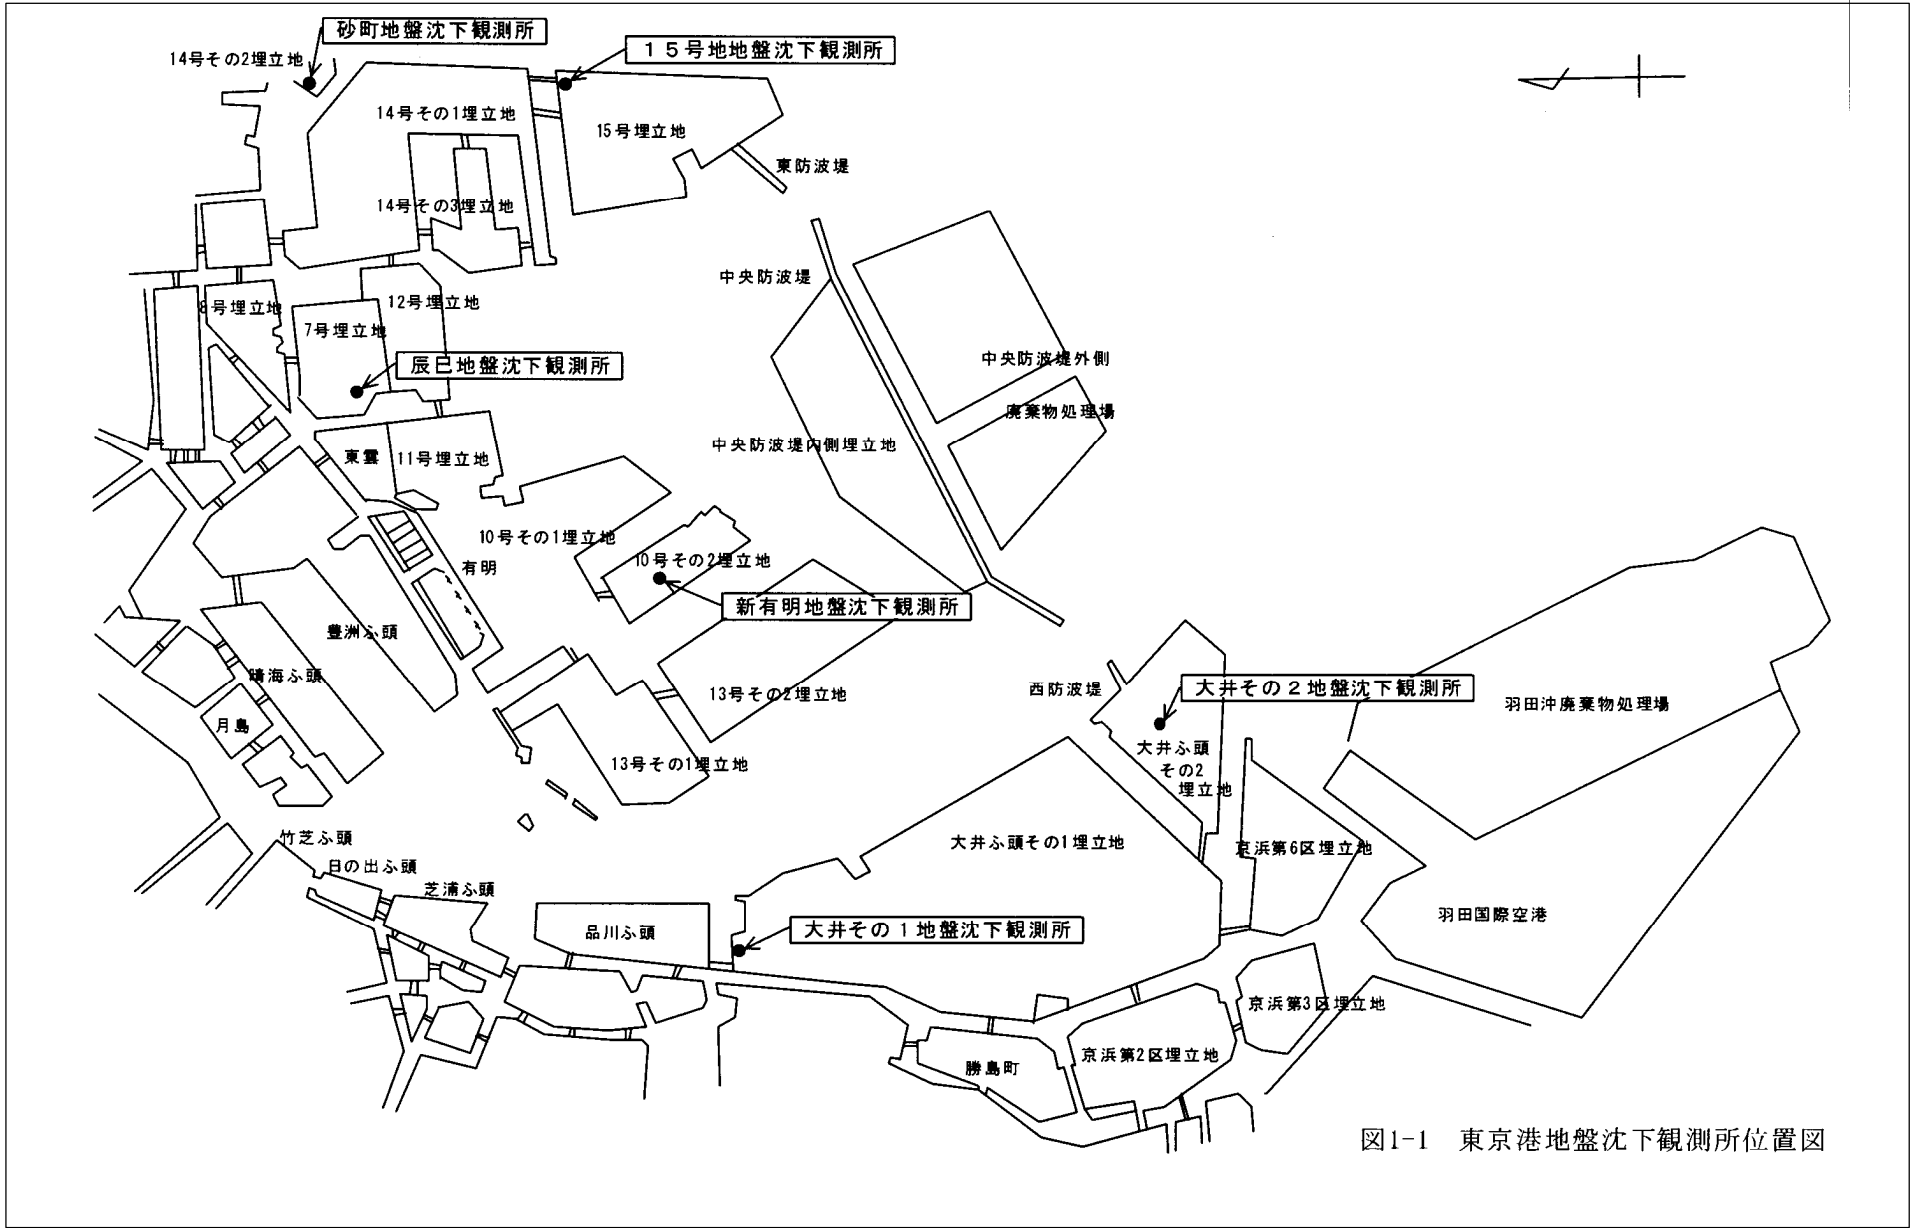 砂町地盤沈下観測所
１５号地地盤沈下観測所
14号その2埋立地
14号その1埋立地
15号埋立地
東防波堤
14号その3埋立地
中央防波堤
8号埋立地
12号埋立地
7号埋立地
中央防波堤外側
廃棄物処理場
辰巳地盤沈下観測所
中央防波堤内側埋立地
東雲
11号埋立地
10号その1埋立地
10号その2埋立地
有明
新有明地盤沈下観測所
豊洲ふ頭
晴海ふ頭
月島
13号その2埋立地
西防波堤
大井その２地盤沈下観測所
羽田沖廃棄物処理場
大井ふ頭
その2
埋立地
13号その1埋立地
竹芝ふ頭
日の出ふ頭
芝浦ふ頭
大井ふ頭その1埋立地
京浜第6区埋立地
品川ふ頭
大井その１地盤沈下観測所
羽田国際空港
京浜第3区埋立地
勝島町
京浜第2区埋立地
図1-1　東京港地盤沈下観測所位置図